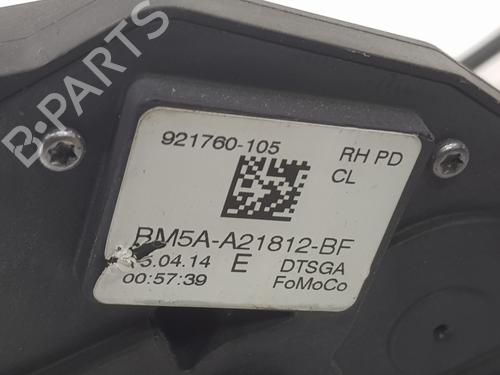 B-PARTS
921760-105
RH PD
CL
BM5A-A21812-BF
5.04.14 E DTSGA
00:57:39 FoMoCo